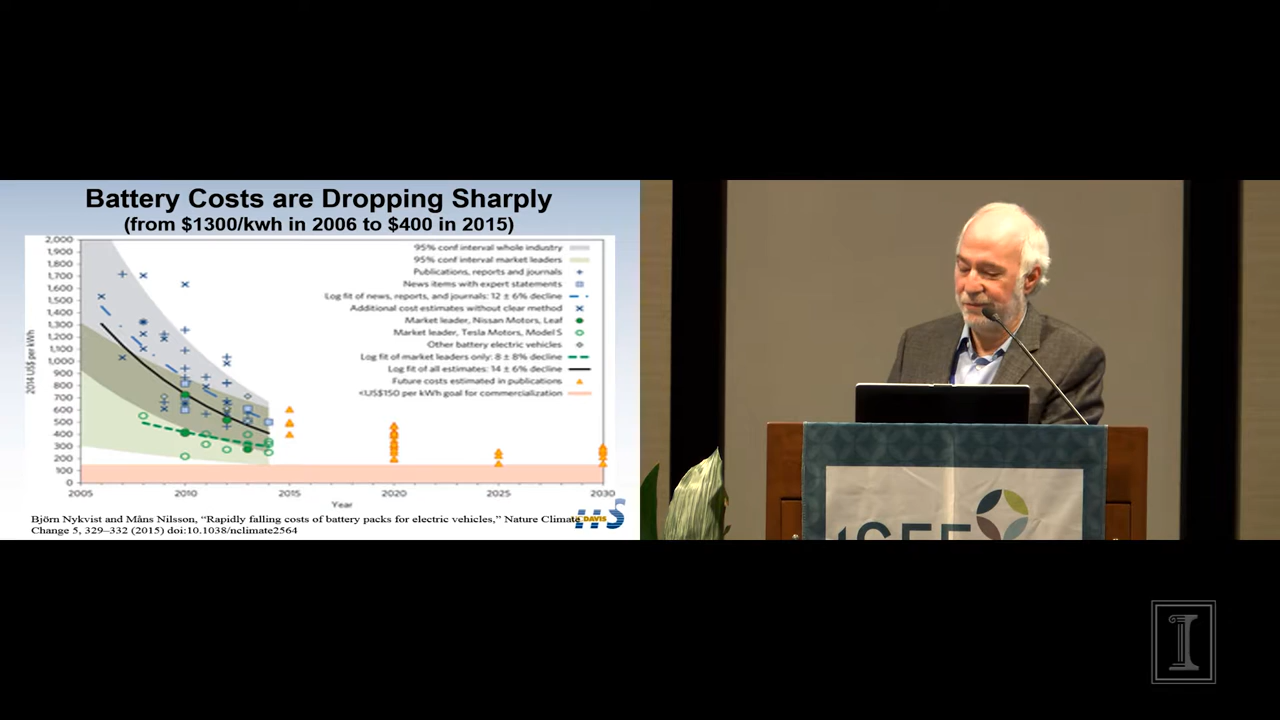 Battery Costs are Dropping Sharply
(from $1300/kwh in 2006 to $400 in 2015)
2,000
1,900
1,800
1,700
1,600
1,500
1,400
1,300
1,200
1,100
1,000
900
800
700
600
500
400
300
200
100
0
2014 US$ per kWh
95% conf interval whole industry
95% conf interval market leaders
Publications, reports and journals
News items with expert statements
Log fit of news, reports, and journals: 12 ± 6% decline
Additional cost estimates without clear method
Market leader, Nissan Motors, Leaf
Market leader, Tesla Motors, Model S
Other battery electric vehicles
Log fit of market leaders only: 8 ± 8% decline
Log fit of all estimates: 14 ± 6% decline
Future costs estimated in publications
<US$150 per kWh goal for commercialization
2005 2010 2015 2020 2025 2030
Year
Björn Nykvist and Måns Nilsson, “Rapidly falling costs of battery packs for electric vehicles,” Nature Climate
Change 5, 329–332 (2015) doi:10.1038/nclimate2564
DAVIS